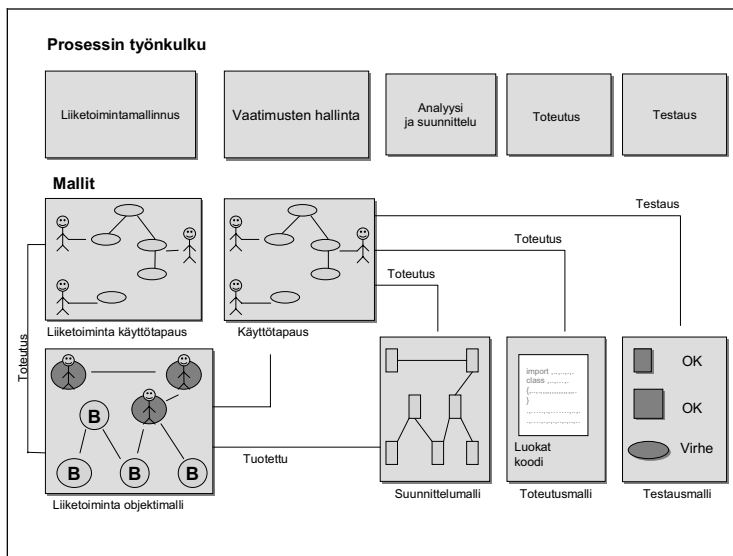 Prosessin työnkulku
Liiketoimintamallinnus
Vaatimusten hallinta
Analyysi
ja suunnittelu
Toteutus
Testaus
Mallit
Testaus
Toteutus
Toteutus
Liiketoiminta käyttötapaus
Käyttötapaus
Toteutus
B
B
B
B
Tuotettu
Liiketoiminta objektimalli
import ,..,..,..,..
class ,..,..,..,..
{,..,..,..,..,..,..
}
Luokat
koodi
OK
OK
Virhe
Suunnittelumalli
Toteutusmalli
Testausmalli